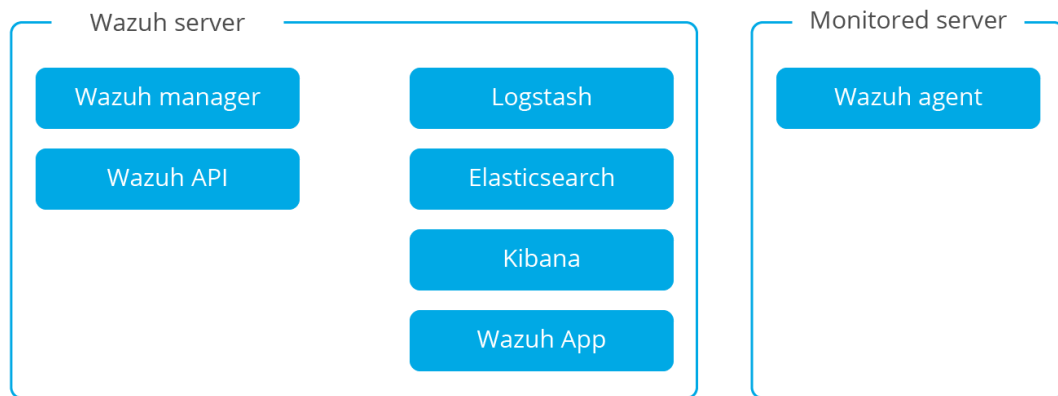 Wazuh server
Wazuh manager
Wazuh API
Logstash
Elasticsearch
Kibana
Wazuh App
Monitored server
Wazuh agent